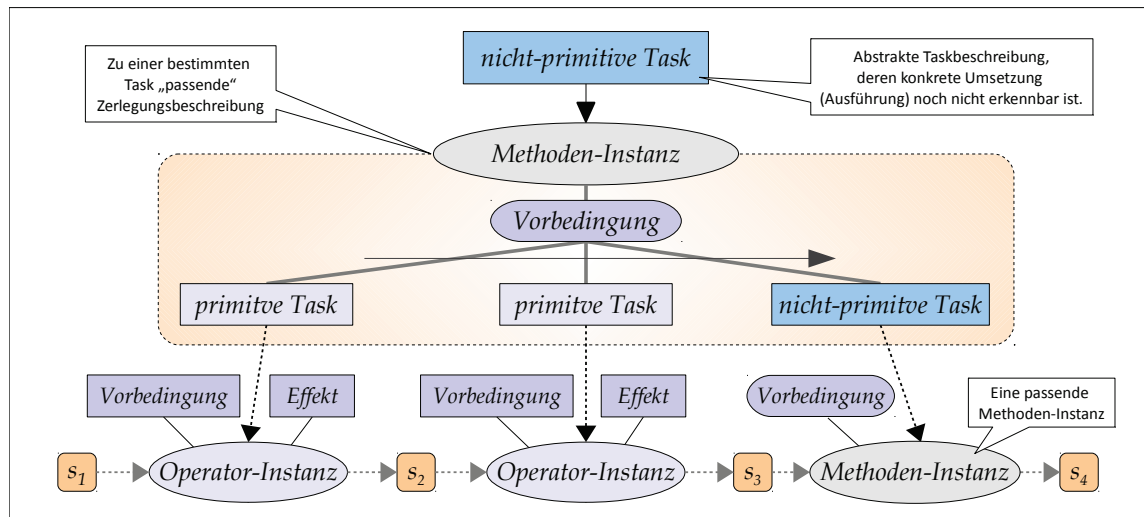 nicht-primitive Task
Zu einer bestimmten
Task „passende“
Zerlegungsbeschreibung
Abstrakte Taskbeschreibung,
deren konkrete Umsetzung
(Ausführung) noch nicht erkennbar ist.
Methoden-Instanz
Vorbedingung
primitve Task
primitve Task
nicht-primitve Task
Vorbedingung
Effekt
Vorbedingung
Effekt
Vorbedingung
Eine passende
Methoden-Instanz
s1
Operator-Instanz
s2
Operator-Instanz
s3
Methoden-Instanz
s4